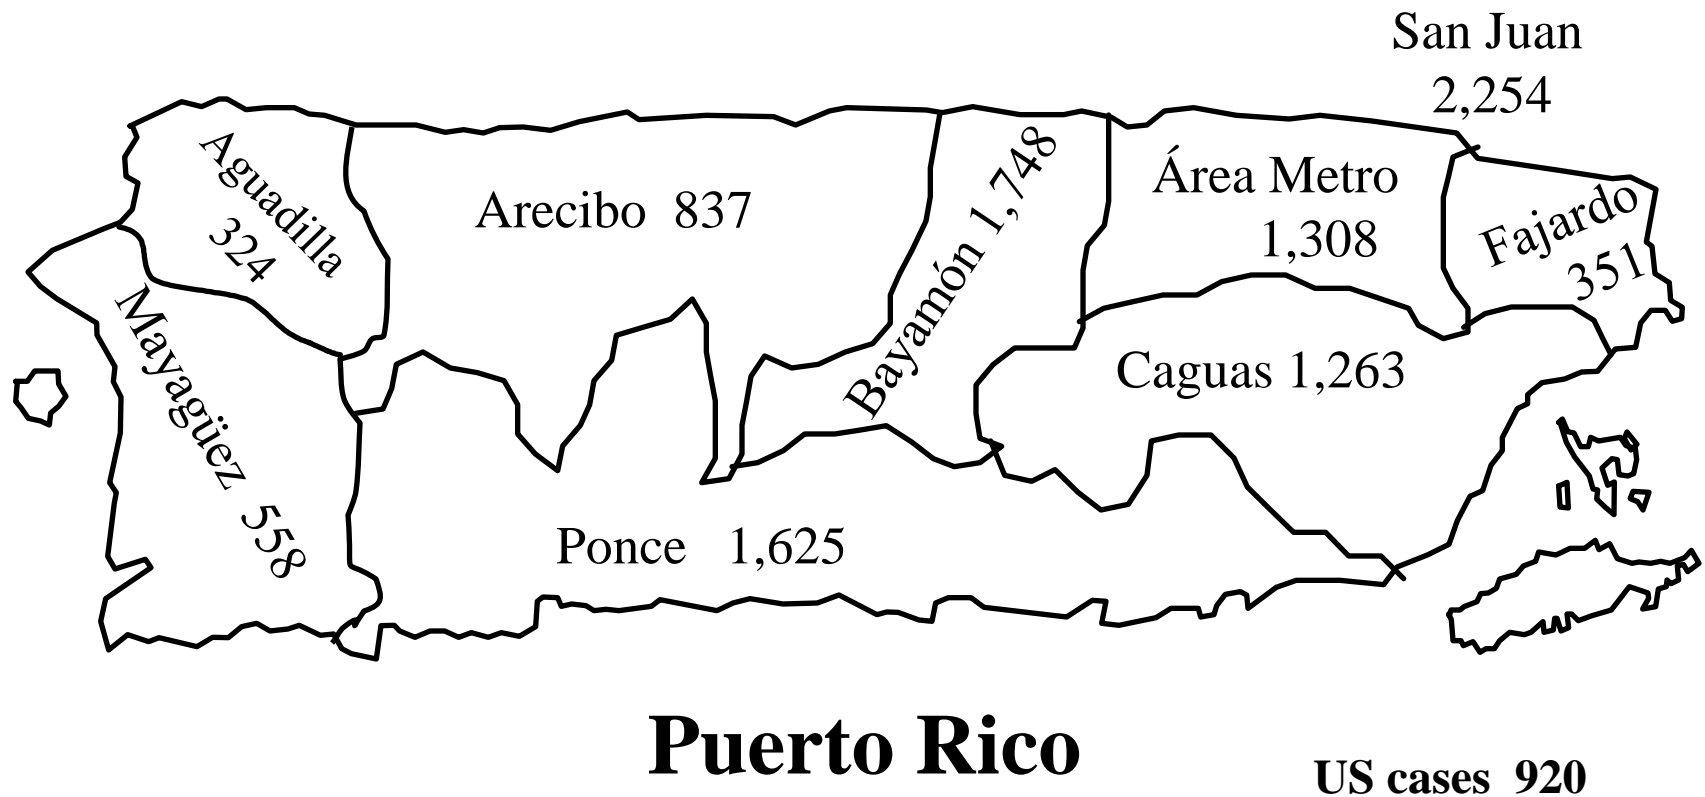 San Juan
2,254
Aguadilla
324
Arecibo 837
Bayamón 1,748
Área Metro
1,308
Fajardo
351
Mayagüez 558
Caguas 1,263
Ponce 1,625
Puerto Rico
US cases 920